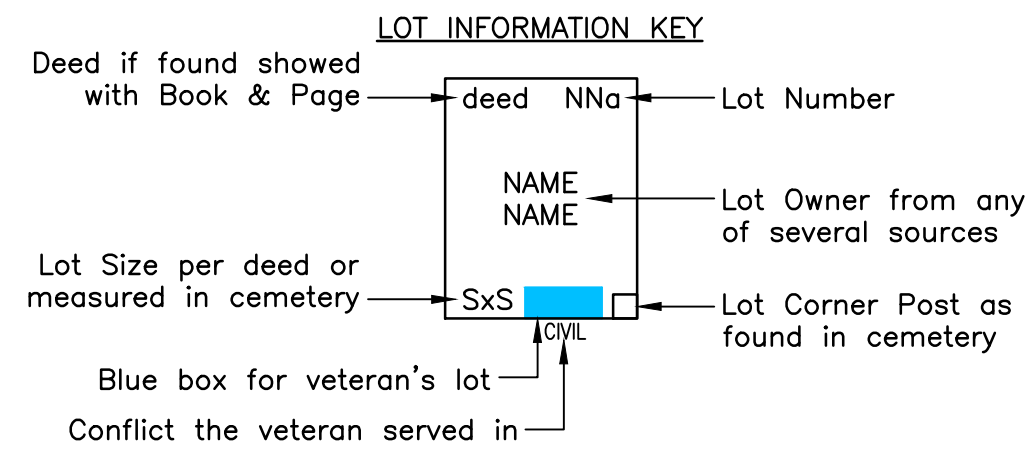 LOT INFORMATION KEY
Deed if found showed
with Book & Page
deed NNa
Lot Number
NAME
NAME
Lot Owner from any
of several sources
Lot Size per deed or
measured in cemetery
SxS
Lot Corner Post as
found in cemetery
CIVIL
Blue box for veteran's lot
Conflict the veteran served in